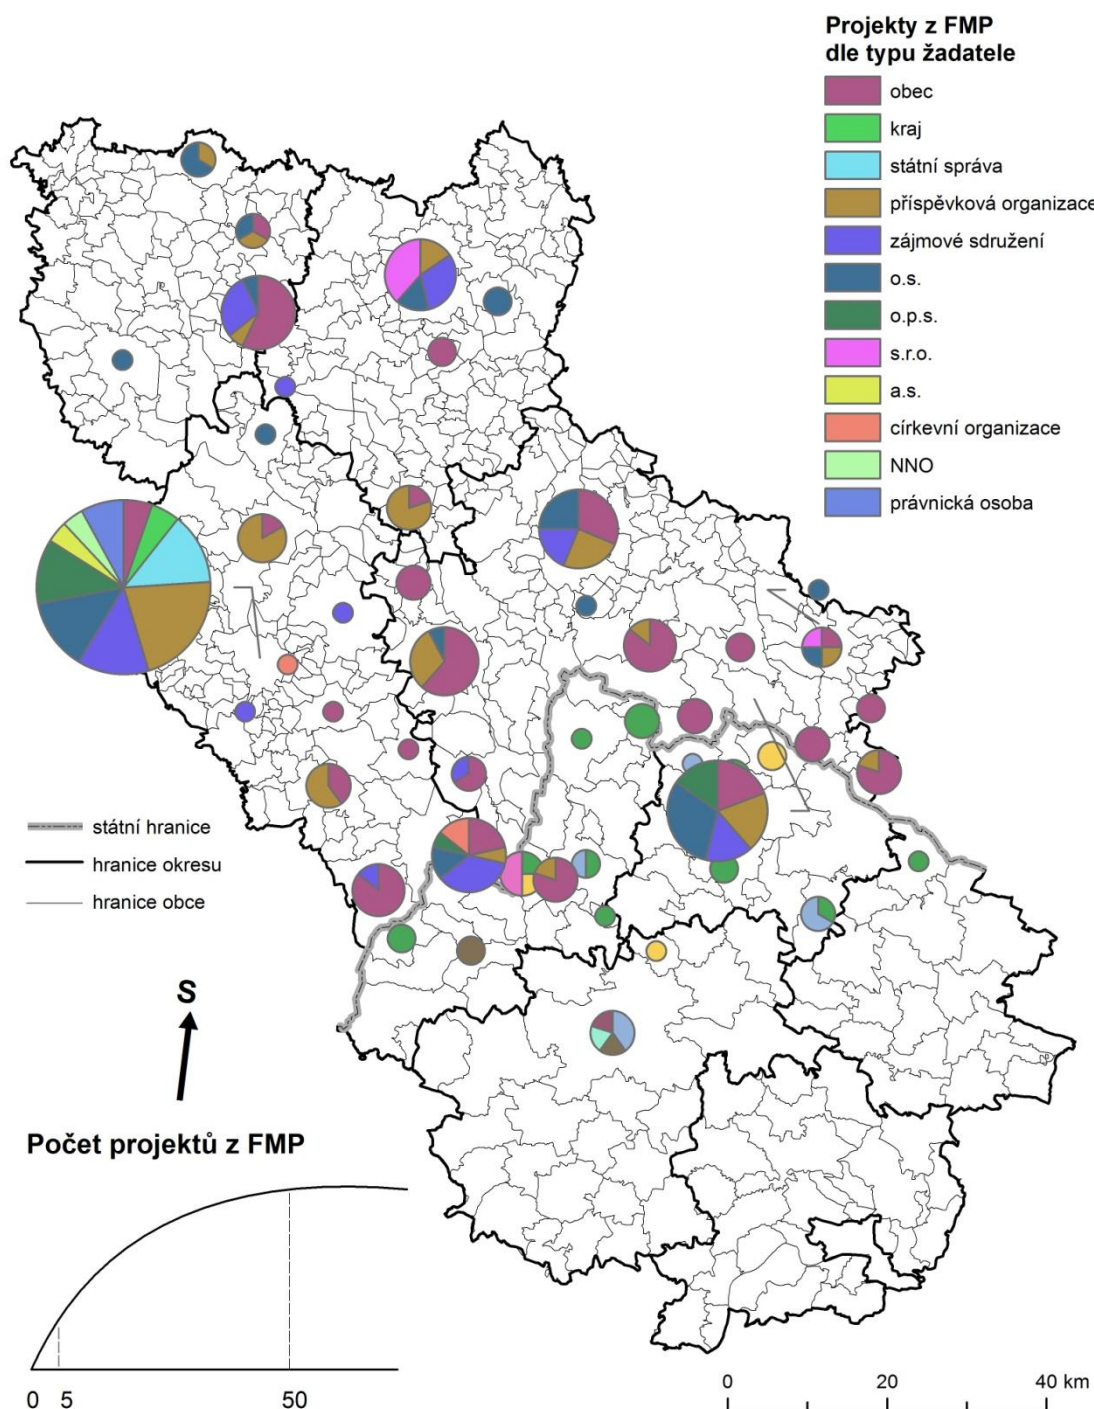 Projekty z FMP
dle typu žadatele
obec
kraj
státní správa
příspěvková organizace
zájmové sdružení
o.s.
o.p.s.
s.r.o.
a.s.
církevní organizace
NNO
právnická osoba
státní hranice
hranice okresu
hranice obce
S
Počet projektů z FMP
0 5 50
0 20 40 km